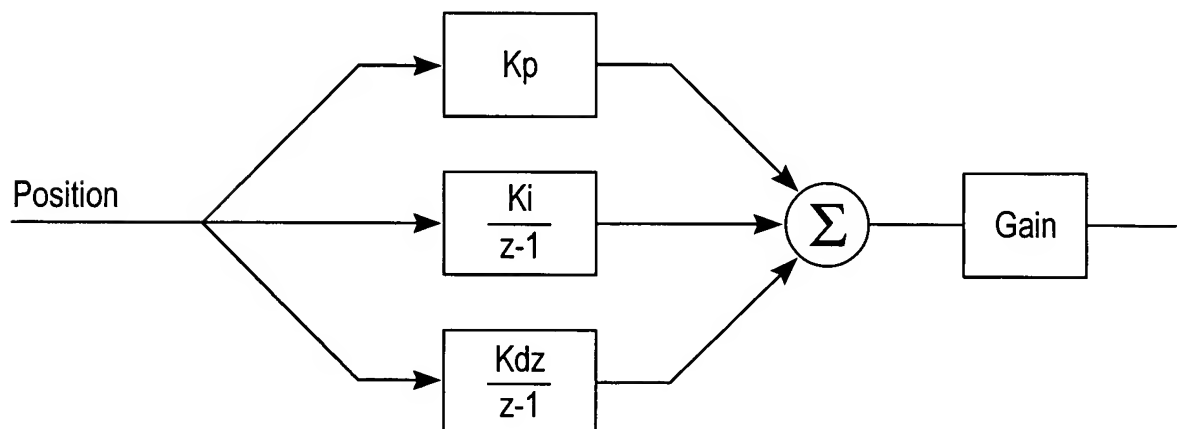 Kp
Position
Ki
z-1
Σ
Gain
Kdz
z-1